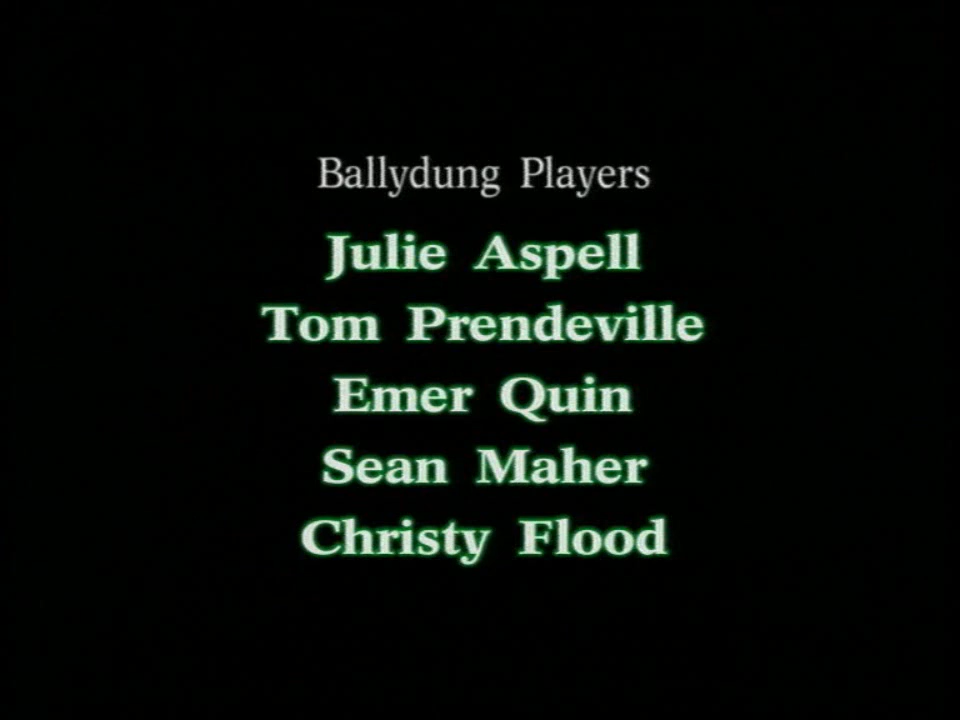 Ballydung Players
Julie Aspell
Tom Prendeville
Emer Quin
Sean Maher
Christy Flood